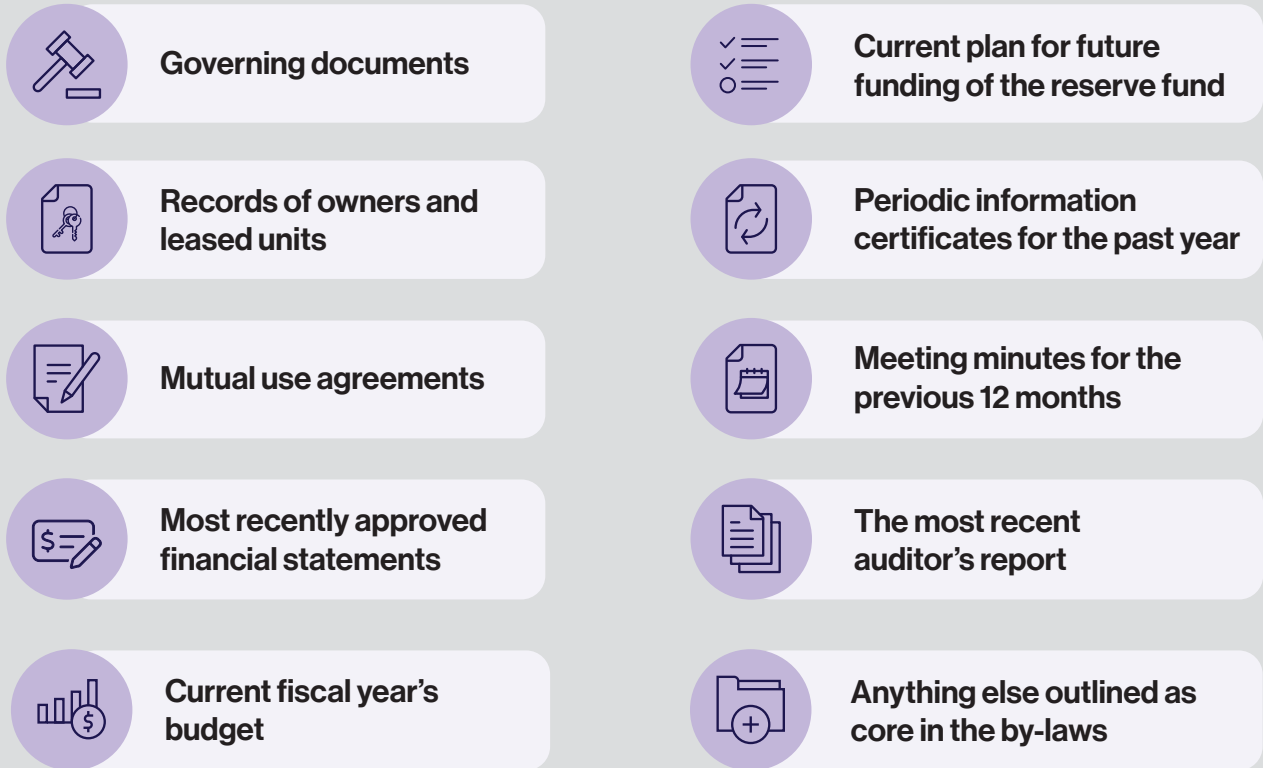 Governing documents
Records of owners and
leased units
Mutual use agreements
Most recently approved
financial statements
Current fiscal year’s
budget
Current plan for future
funding of the reserve fund
Periodic information
certificates for the past year
Meeting minutes for the
previous 12 months
The most recent
auditor’s report
Anything else outlined as
core in the by-laws